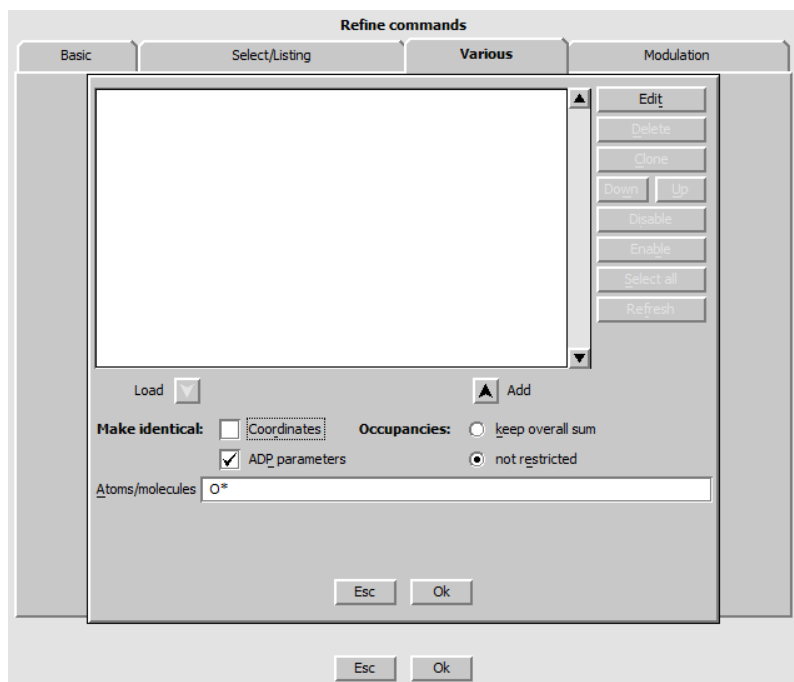 Refine commands
Basic Select/Listing Various Modulation
Edit
Delete
Clone
Down Up
Disable
Enable
Select all
Refresh
Load Add
Make identical: Coordinates Occupancies: keep overall sum
ADP parameters not restricted
Atoms/molecules O*
Esc Ok
Esc Ok